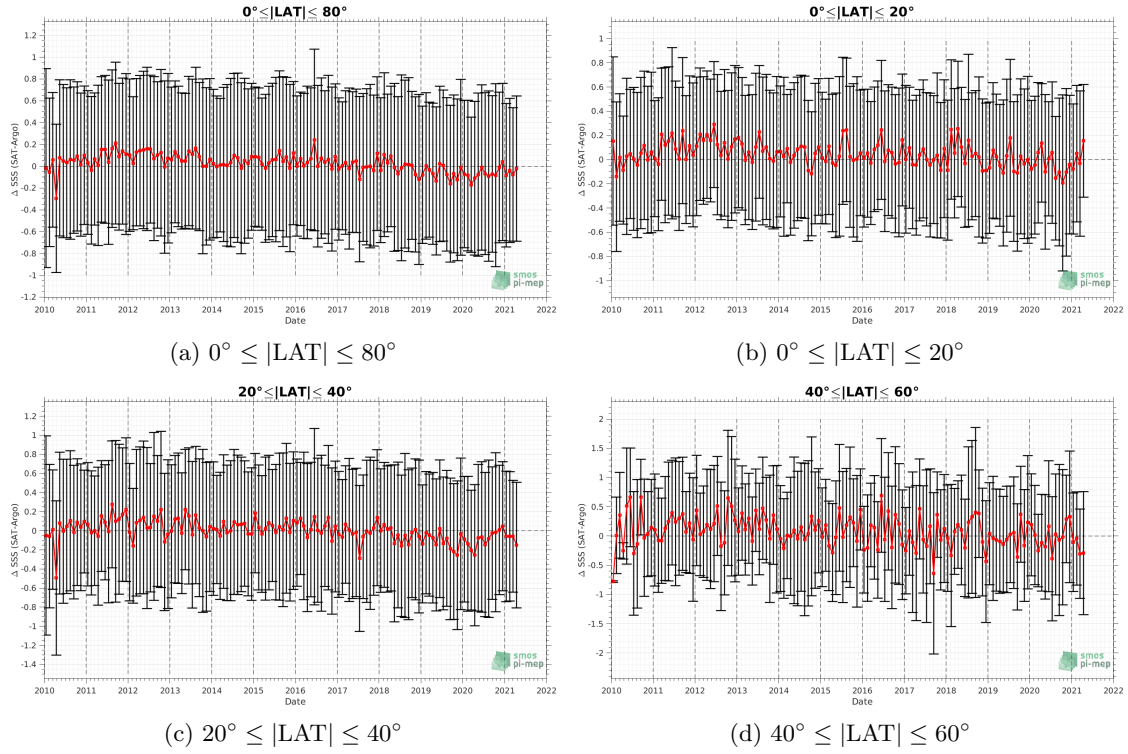 0°≤|LAT|≤ 80°
1.2
1
0.8
0.6
0.4
0.2
0
-0.2
-0.4
-0.6
-0.8
-1
-1.2
Δ SSS (SAT-Argo)
2010 2011 2012 2013 2014 2015 2016 2017 2018 2019 2020 2021 2022
Date
smos
pi-mep
(a) 0° ≤ |LAT| ≤ 80°
0°≤|LAT|≤ 20°
1
0.8
0.6
0.4
0.2
0
-0.2
-0.4
-0.6
-0.8
-1
Δ SSS (SAT-Argo)
2010 2011 2012 2013 2014 2015 2016 2017 2018 2019 2020 2021 2022
Date
smos
pi-mep
(b) 0° ≤ |LAT| ≤ 20°
20°≤|LAT|≤ 40°
1.2
1
0.8
0.6
0.4
0.2
0
-0.2
-0.4
-0.6
-0.8
-1
-1.2
-1.4
Δ SSS (SAT-Argo)
2010 2011 2012 2013 2014 2015 2016 2017 2018 2019 2020 2021 2022
Date
smos
pi-mep
(c) 20° ≤ |LAT| ≤ 40°
40°≤|LAT|≤ 60°
2
1.5
1
0.5
0
-0.5
-1
-1.5
-2
Δ SSS (SAT-Argo)
2010 2011 2012 2013 2014 2015 2016 2017 2018 2019 2020 2021 2022
Date
smos
pi-mep
(d) 40° ≤ |LAT| ≤ 60°